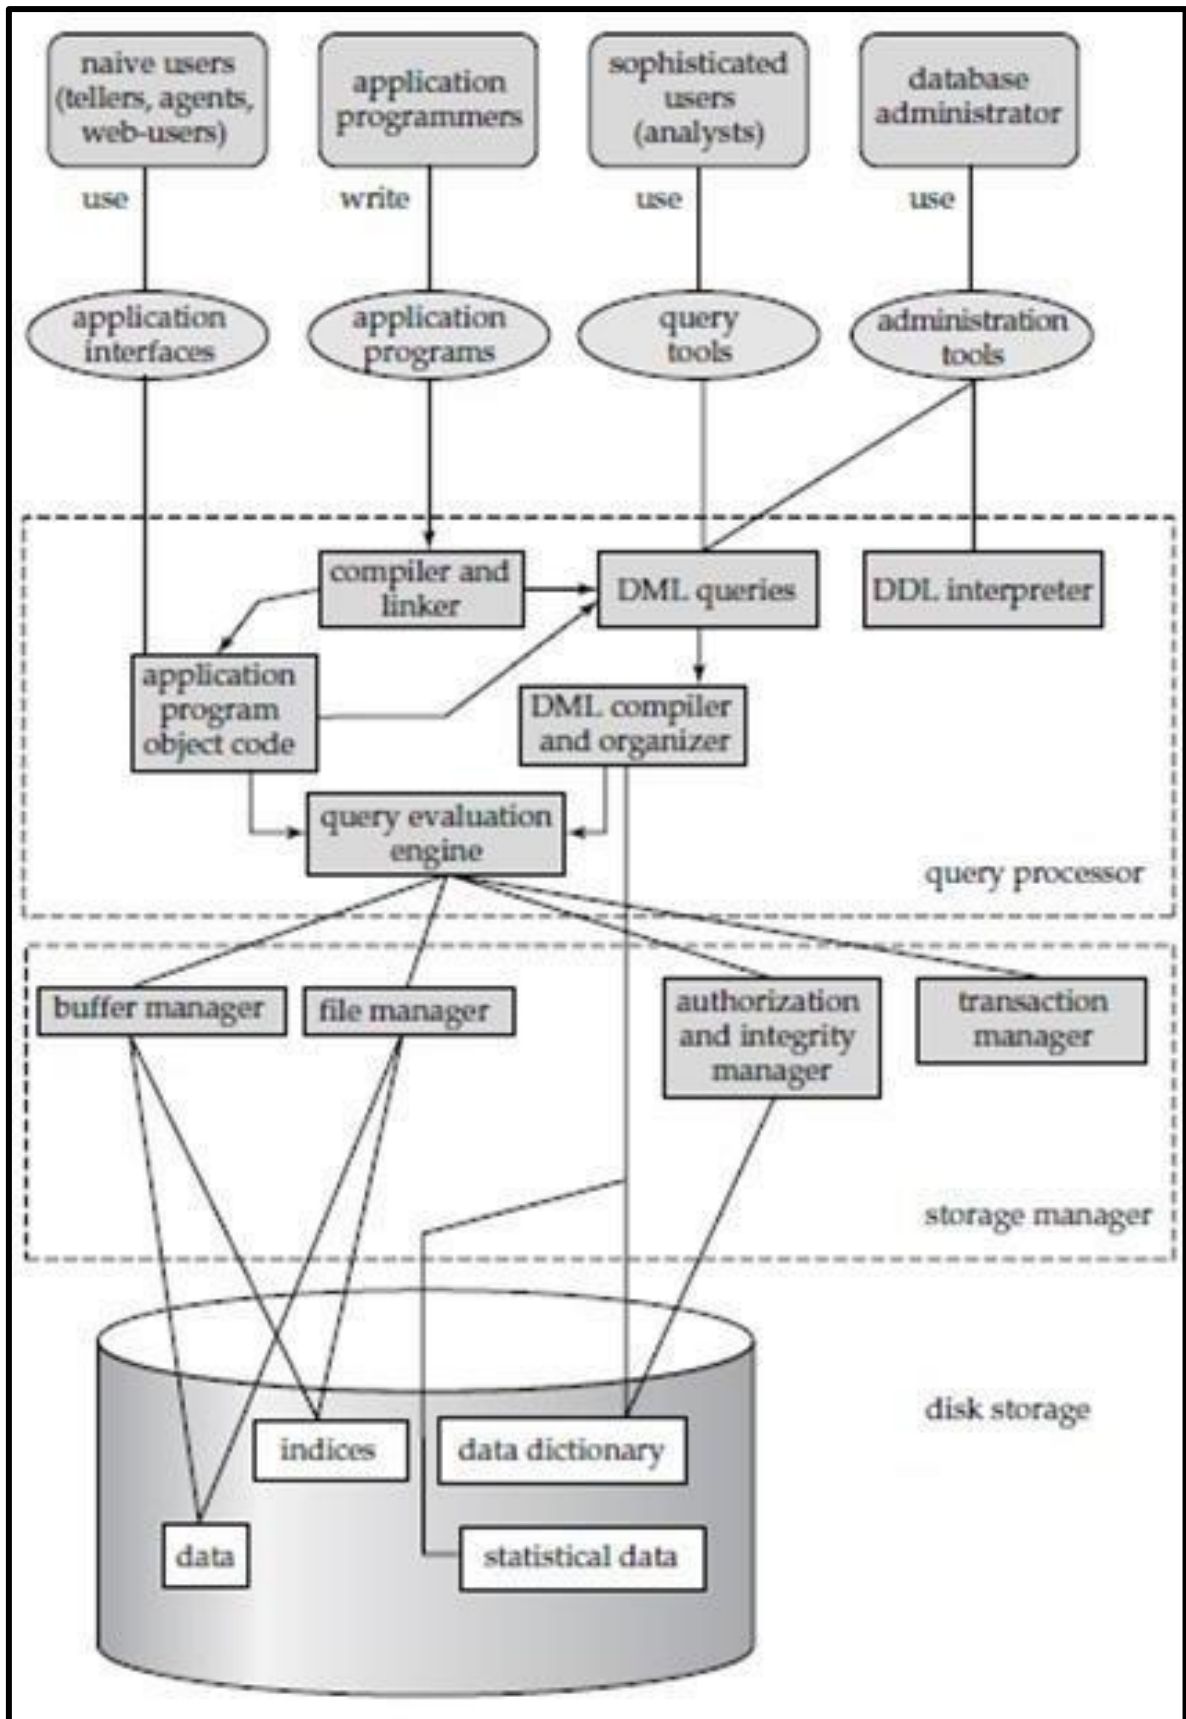 naive users
(tellers, agents,
web-users)
application
programmers
sophisticated
users
(analysts)
database
administrator
use
write
use
use
application
interfaces
application
programs
query
tools
administration
tools
compiler and
linker
DML queries
DDL interpreter
application
program
object code
DML compiler
and organizer
query evaluation
engine
query processor
buffer manager
file manager
authorization
and integrity
manager
transaction
manager
storage manager
disk storage
indices
data dictionary
data
statistical data